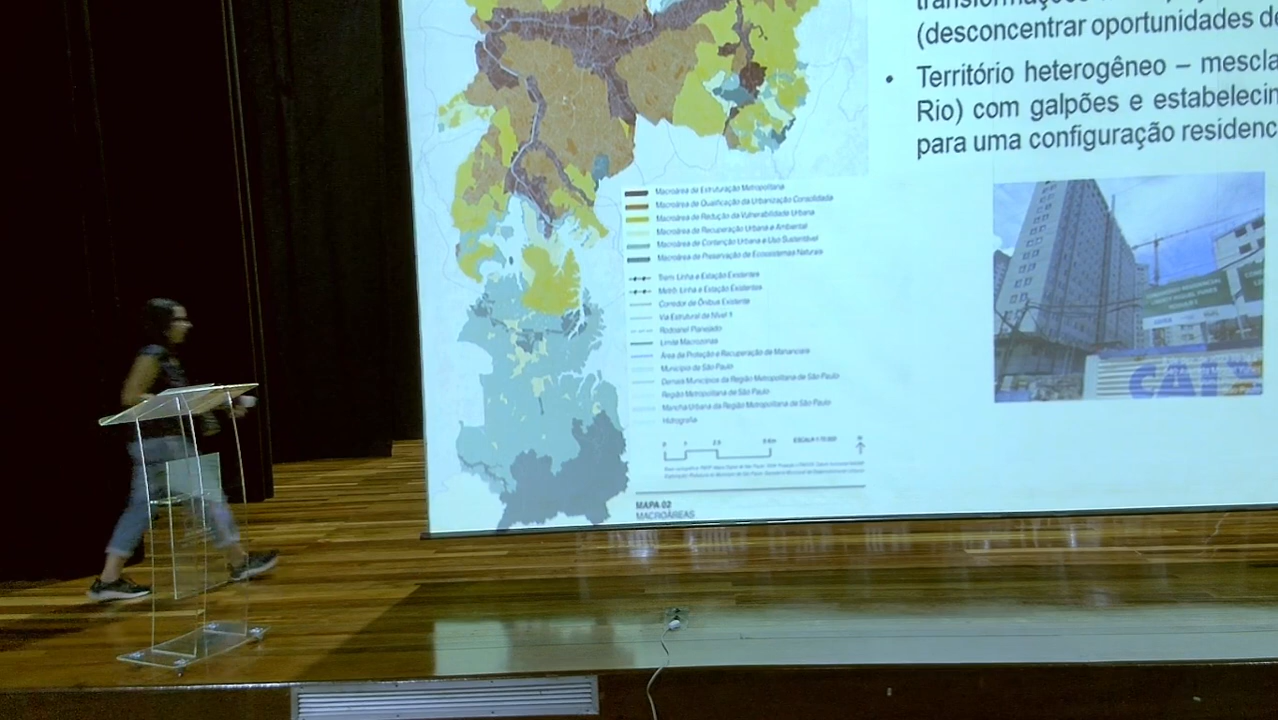 transformações
(desconcentrar oportunidades de
• Território heterogêneo – mescla
Rio) com galpões e estabelecin
para uma configuração residenc
Macroárea de Estruturação Metropolitana
Macroárea de Qualificação da Urbanização Consolidada
Macroárea de Redução da Vulnerabilidade Urbana
Macroárea de Recuperação Urbana e Ambiental
Macroárea de Contenção Urbana e Uso Sustentável
Macroárea de Preservação de Ecossistemas Naturais
Trem: Linha e Estação Existentes
Metrô: Linha e Estação Existentes
Corredor de Ônibus Existente
Via Estrutural de Nível 1
Rodoanel Planejado
Limite Macrozonas
Área de Proteção e Recuperação de Mananciais
Município de São Paulo
Demais Municípios da Região Metropolitana de São Paulo
Região Metropolitana de São Paulo
Mancha Urbana da Região Metropolitana de São Paulo
Hidrografia
MAPA 02
MACROÁREAS